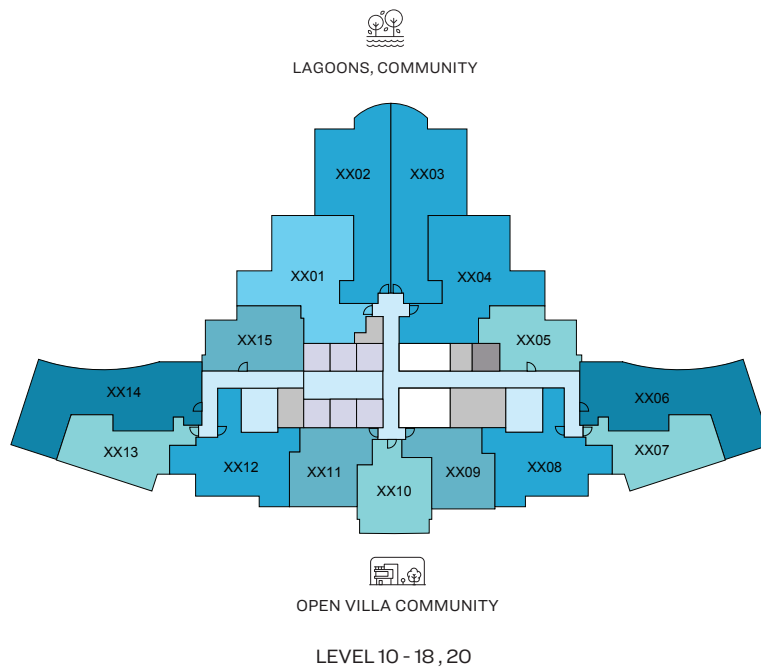 LAGOONS, COMMUNITY
XX02
XX03
XX01
XX04
XX15
XX05
XX14
XX06
XX13
XX07
XX12
XX11
XX10
XX09
XX08
OPEN VILLA COMMUNITY
LEVEL 10 - 18 , 20